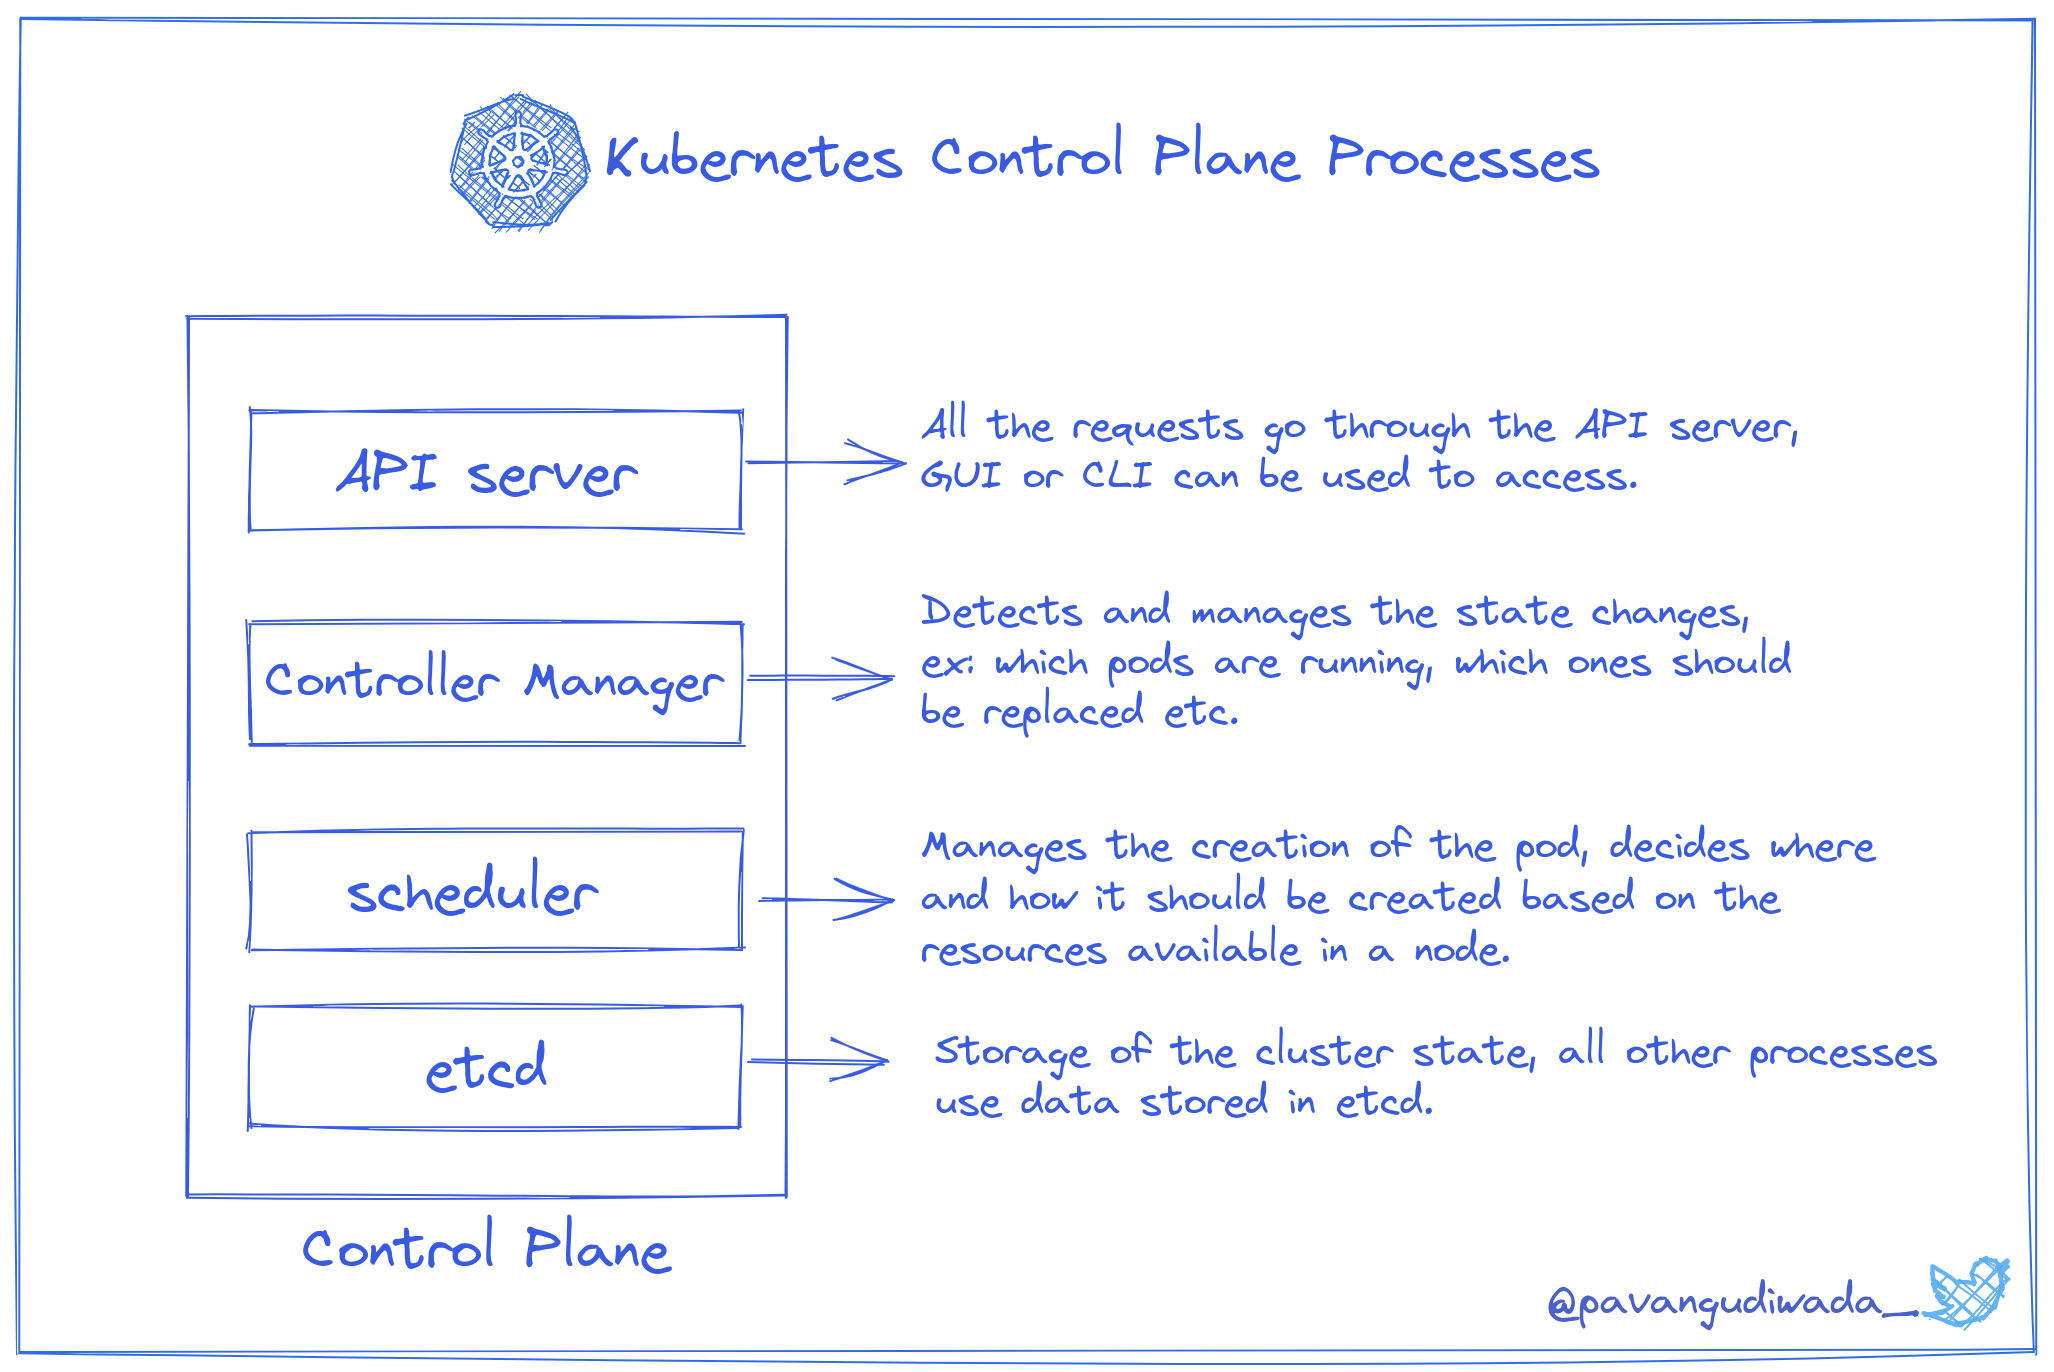 Kubernetes Control Plane Processes
API server
All the requests go through the API server,
GUI or CLI can be used to access.
Controller Manager
Detects and manages the state changes,
ex: which pods are running, which ones should
be replaced etc.
scheduler
Manages the creation of the pod, decides where
and how it should be created based on the
resources available in a node.
etcd
Storage of the cluster state, all other processes
use data stored in etcd.
Control Plane
@pavangudiwada_